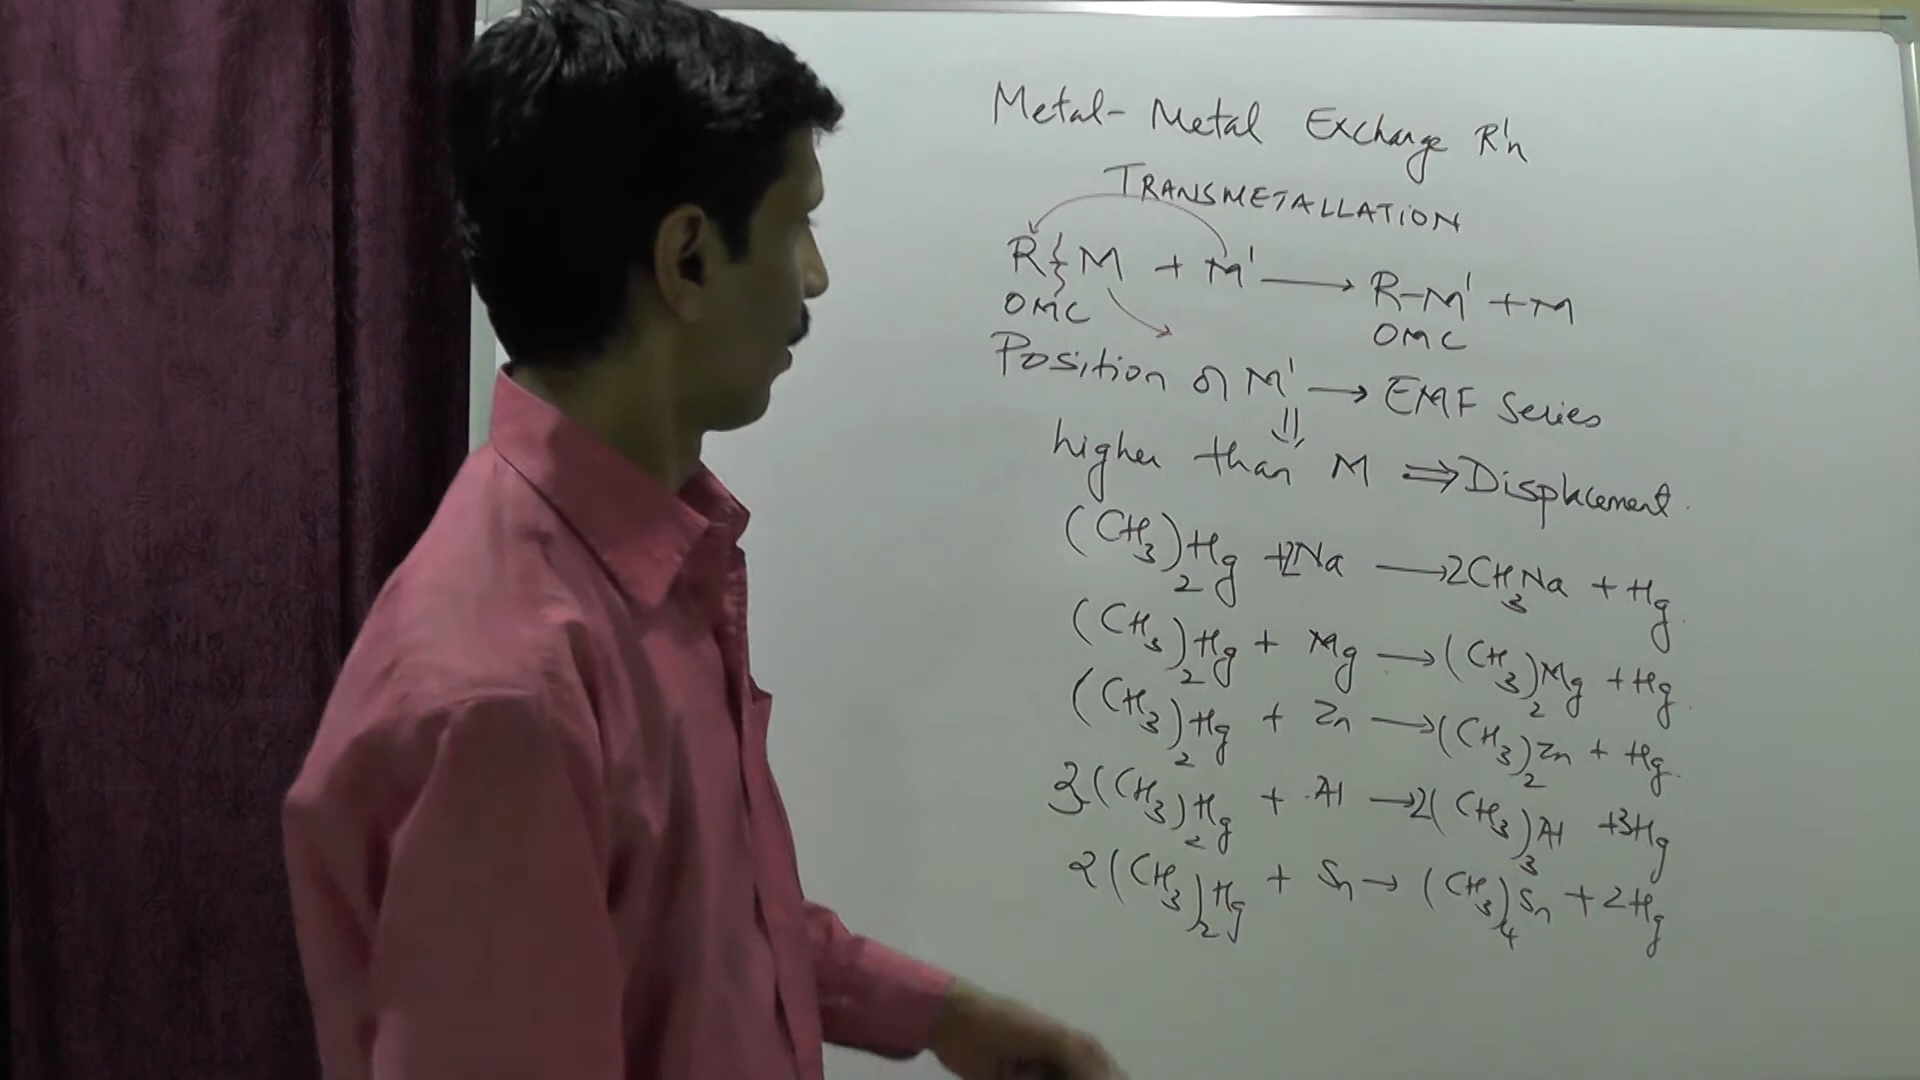 Metal-Metal Exchange R'n
TRANSMETALLATION
R M + M' → R-M' + M
OMC OMC
Position of M' → EMF Series
⇓
higher than M ⇒ Displacement.
(CH3)2Hg + 2Na → 2CH3Na + Hg.
(CH3)2Hg + Mg → (CH3)2Mg + Hg.
(CH3)2Hg + Zn → (CH3)2Zn + Hg.
3(CH3)2Hg + Al → 2(CH3)3Al + 3Hg
2(CH3)2Hg + Sn → (CH3)4Sn + 2Hg